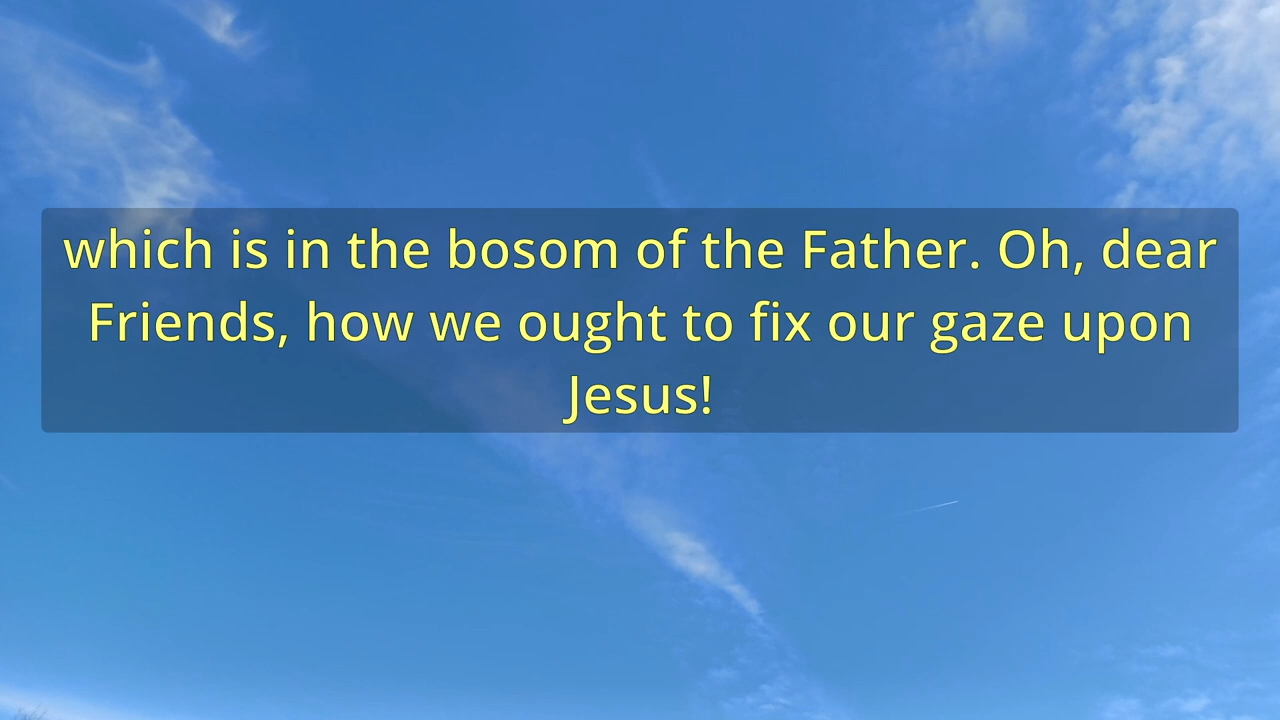 which is in the bosom of the Father. Oh, dear
Friends, how we ought to fix our gaze upon
Jesus!